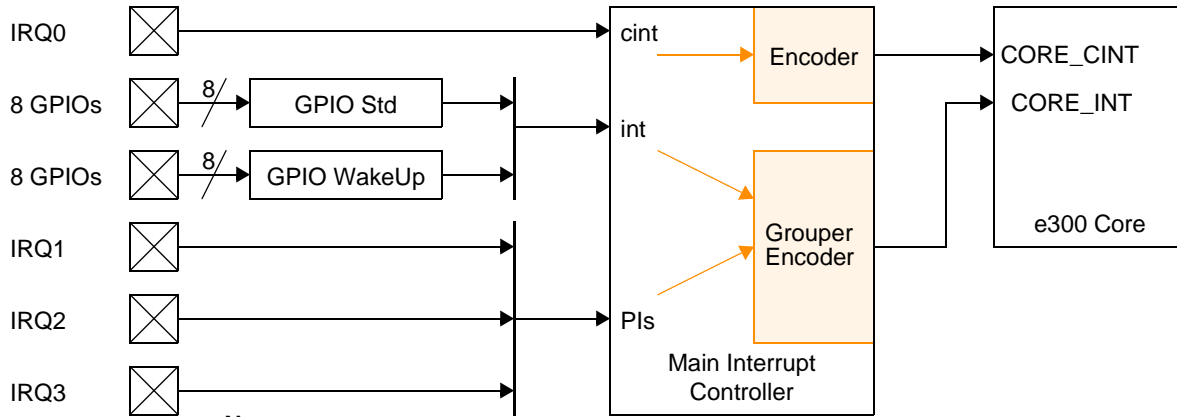 IRQ0
8 GPIOs
8
GPIO Std
8 GPIOs
8
GPIO WakeUp
IRQ1
IRQ2
IRQ3
cint
int
PIs
Encoder
Grouper
Encoder
Main Interrupt
Controller
CORE_CINT
CORE_INT
e300 Core